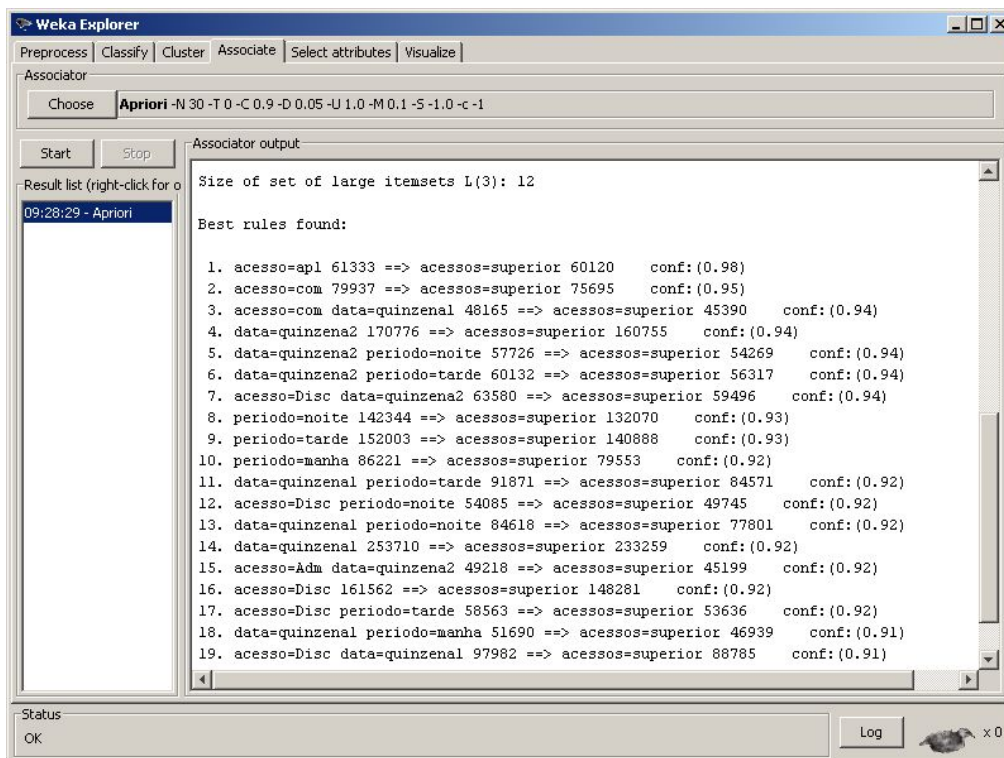 Weka Explorer
Preprocess Classify Cluster Associate Select attributes Visualize
Associator
Choose Apriori -N 30 -T 0 -C 0.9 -D 0.05 -U 1.0 -M 0.1 -S -1.0 -c -1
Start Stop
Result list (right-click for o
09:28:29 - Apriori
Associator output
Size of set of large itemsets L(3): 12
Best rules found:
1. acesso=apl 61333 ==> acessos=superior 60120 conf:(0.98)
2. acesso=com 79937 ==> acessos=superior 75695 conf:(0.95)
3. acesso=com data=quinzena1 48165 ==> acessos=superior 45390 conf:(0.94)
4. data=quinzena2 170776 ==> acessos=superior 160755 conf:(0.94)
5. data=quinzena2 periodo=noite 57726 ==> acessos=superior 54269 conf:(0.94)
6. data=quinzena2 periodo=tarde 60132 ==> acessos=superior 56317 conf:(0.94)
7. acesso=Disc data=quinzena2 63580 ==> acessos=superior 59496 conf:(0.94)
8. periodo=noite 142344 ==> acessos=superior 132070 conf:(0.93)
9. periodo=tarde 152003 ==> acessos=superior 140888 conf:(0.93)
10. periodo=manha 86221 ==> acessos=superior 79553 conf:(0.92)
11. data=quinzena1 periodo=tarde 91871 ==> acessos=superior 84571 conf:(0.92)
12. acesso=Disc periodo=noite 54085 ==> acessos=superior 49745 conf:(0.92)
13. data=quinzena1 periodo=noite 84618 ==> acessos=superior 77801 conf:(0.92)
14. data=quinzena1 253710 ==> acessos=superior 233259 conf:(0.92)
15. acesso=Adm data=quinzena2 49218 ==> acessos=superior 45199 conf:(0.92)
16. acesso=Disc 161562 ==> acessos=superior 148281 conf:(0.92)
17. acesso=Disc periodo=tarde 58563 ==> acessos=superior 53636 conf:(0.92)
18. data=quinzena1 periodo=manha 51690 ==> acessos=superior 46939 conf:(0.91)
19. acesso=Disc data=quinzena1 97982 ==> acessos=superior 88785 conf:(0.91)
Status
OK
Log
x 0